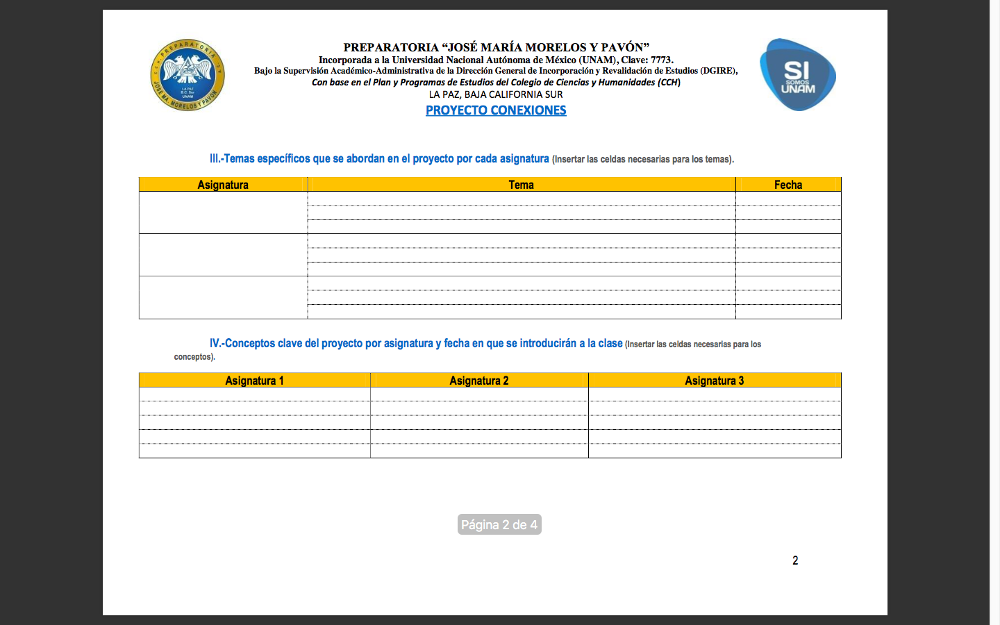 PREPARATORIA “JOSÉ MARÍA MORELOS Y PAVÓN”
Incorporada a la Universidad Nacional Autónoma de México (UNAM), Clave: 7773.
Bajo la Supervisión Académico-Administrativa de la Dirección General de Incorporación y Revalidación de Estudios (DGIRE),
Con base en el Plan y Programas de Estudios del Colegio de Ciencias y Humanidades (CCH)
LA PAZ, BAJA CALIFORNIA SUR
PROYECTO CONEXIONES
PREPARATORIA
JOSE MA. MORELOS Y PAVON
LA PAZ
B.C. Sur
UNAM
SI
SOMOS
UNAM
III.-Temas específicos que se abordan en el proyecto por cada asignatura (Insertar las celdas necesarias para los temas).
Asignatura Tema Fecha
IV.-Conceptos clave del proyecto por asignatura y fecha en que se introducirán a la clase (Insertar las celdas necesarias para los
conceptos).
Asignatura 1 Asignatura 2 Asignatura 3
Página 2 de 4
2